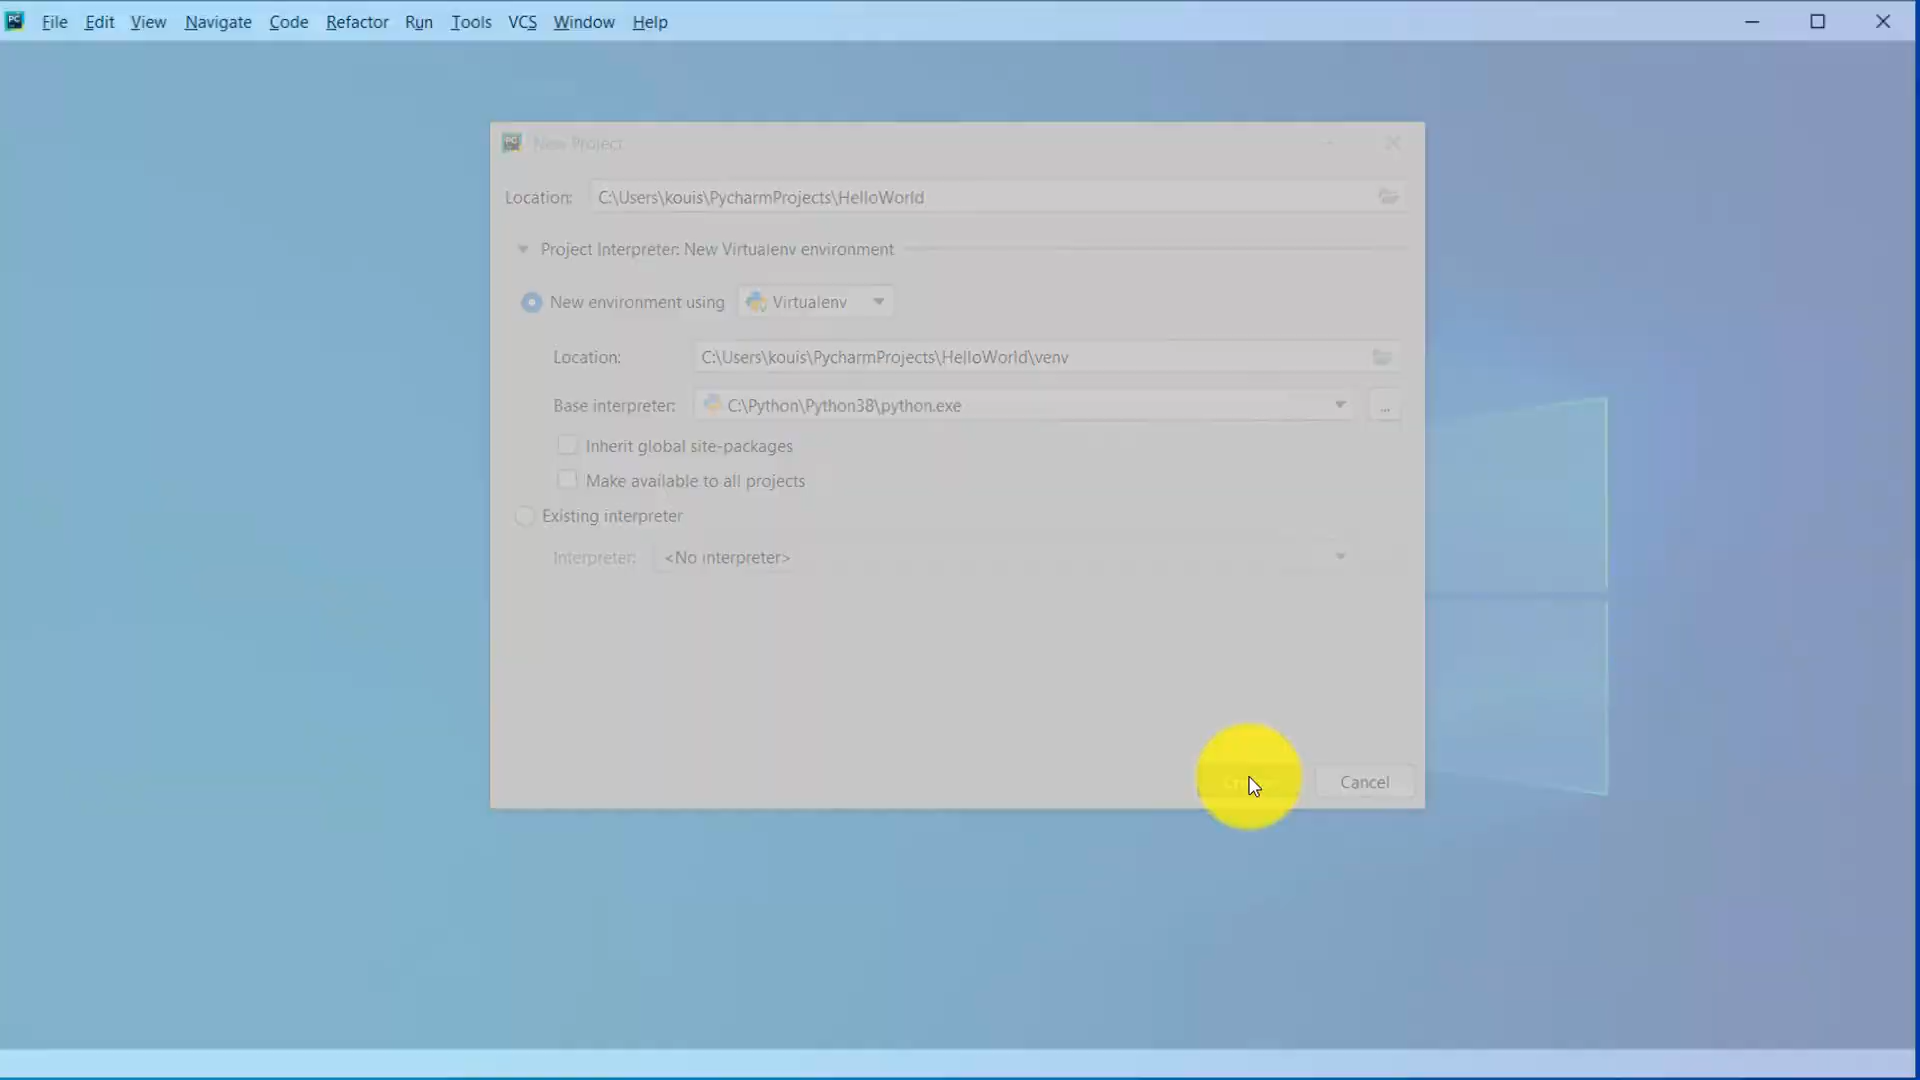 File Edit View Navigate Code Refactor Run Tools VCS Window Help
New Project
Location: C:\Users\kouis\PycharmProjects\HelloWorld
Project Interpreter: New Virtualenv environment
New environment using Virtualenv
Location: C:\Users\kouis\PycharmProjects\HelloWorld\venv
Base interpreter: C:\Python\Python38\python.exe ...
Inherit global site-packages
Make available to all projects
Existing interpreter
Interpreter: <No interpreter>
Cancel